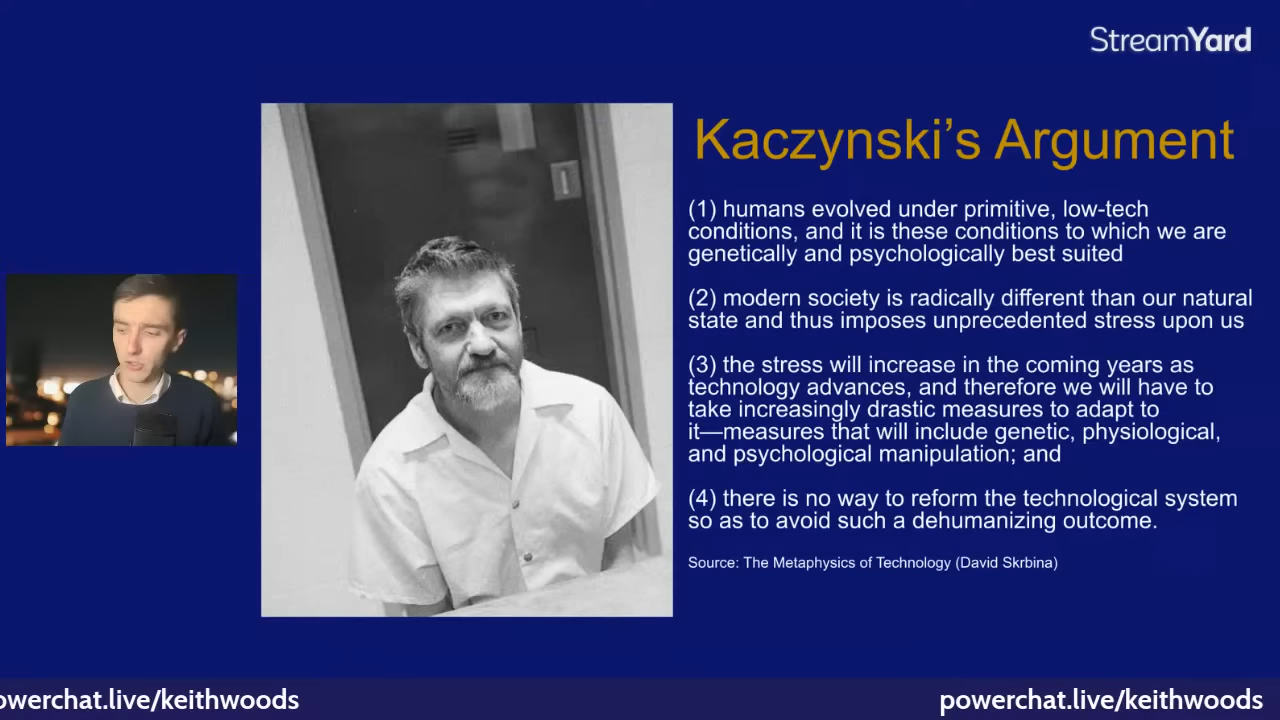 StreamYard
Kaczynski's Argument
(1) humans evolved under primitive, low-tech
conditions, and it is these conditions to which we are
genetically and psychologically best suited
(2) modern society is radically different than our natural
state and thus imposes unprecedented stress upon us
(3) the stress will increase in the coming years as
technology advances, and therefore we will have to
take increasingly drastic measures to adapt to
it—measures that will include genetic, physiological,
and psychological manipulation; and
(4) there is no way to reform the technological system
so as to avoid such a dehumanizing outcome.
Source: The Metaphysics of Technology (David Skrbina)
owerchat.live/keithwoods
powerchat.live/keithwoods